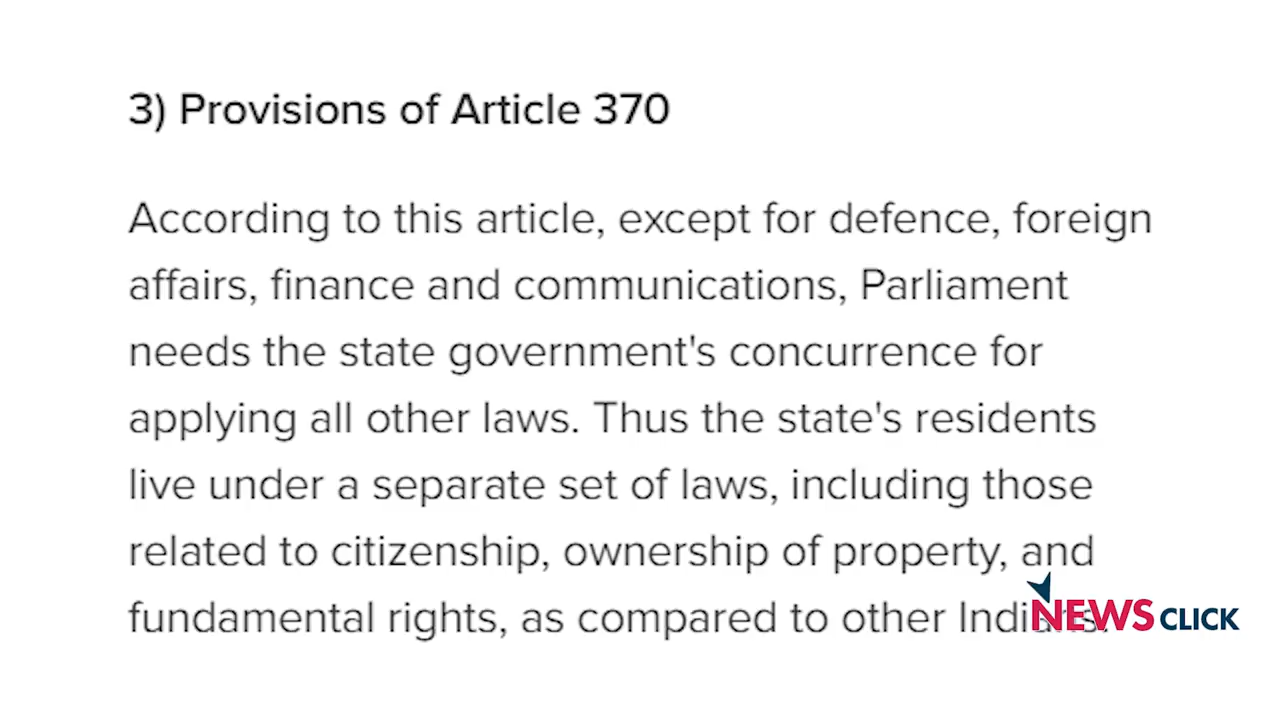 3) Provisions of Article 370
According to this article, except for defence, foreign
affairs, finance and communications, Parliament
needs the state government's concurrence for
applying all other laws. Thus the state's residents
live under a separate set of laws, including those
related to citizenship, ownership of property, and
fundamental rights, as compared to other
NEWSCLICK